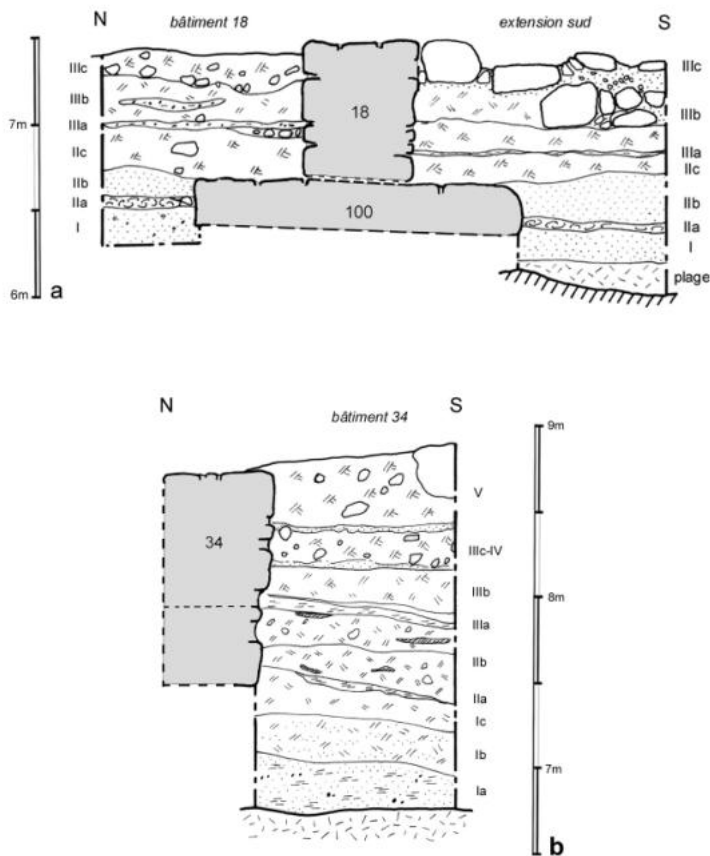 N
bâtiment 18
extension sud
S
IIIc
IIIb
IIIa
IIc
IIb
IIa
I
18
100
IIIc
IIIb
IIIa
IIc
IIb
IIa
I
plage
7m
6m
a
N
bâtiment 34
S
9m
8m
7m
34
V
IIIc-IV
IIIb
IIIa
IIb
IIa
Ic
Ib
Ia
b